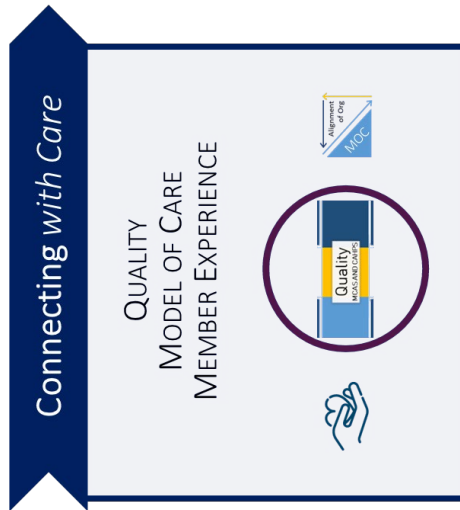 Connecting with Care
QUALITY
MODEL OF CARE
MEMBER EXPERIENCE
Quality
MCAS AND CAHPS
Alignment
of Org
MOC